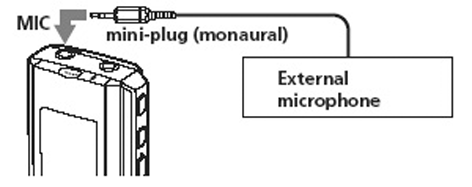 MIC
mini-plug (monaural)
External
microphone